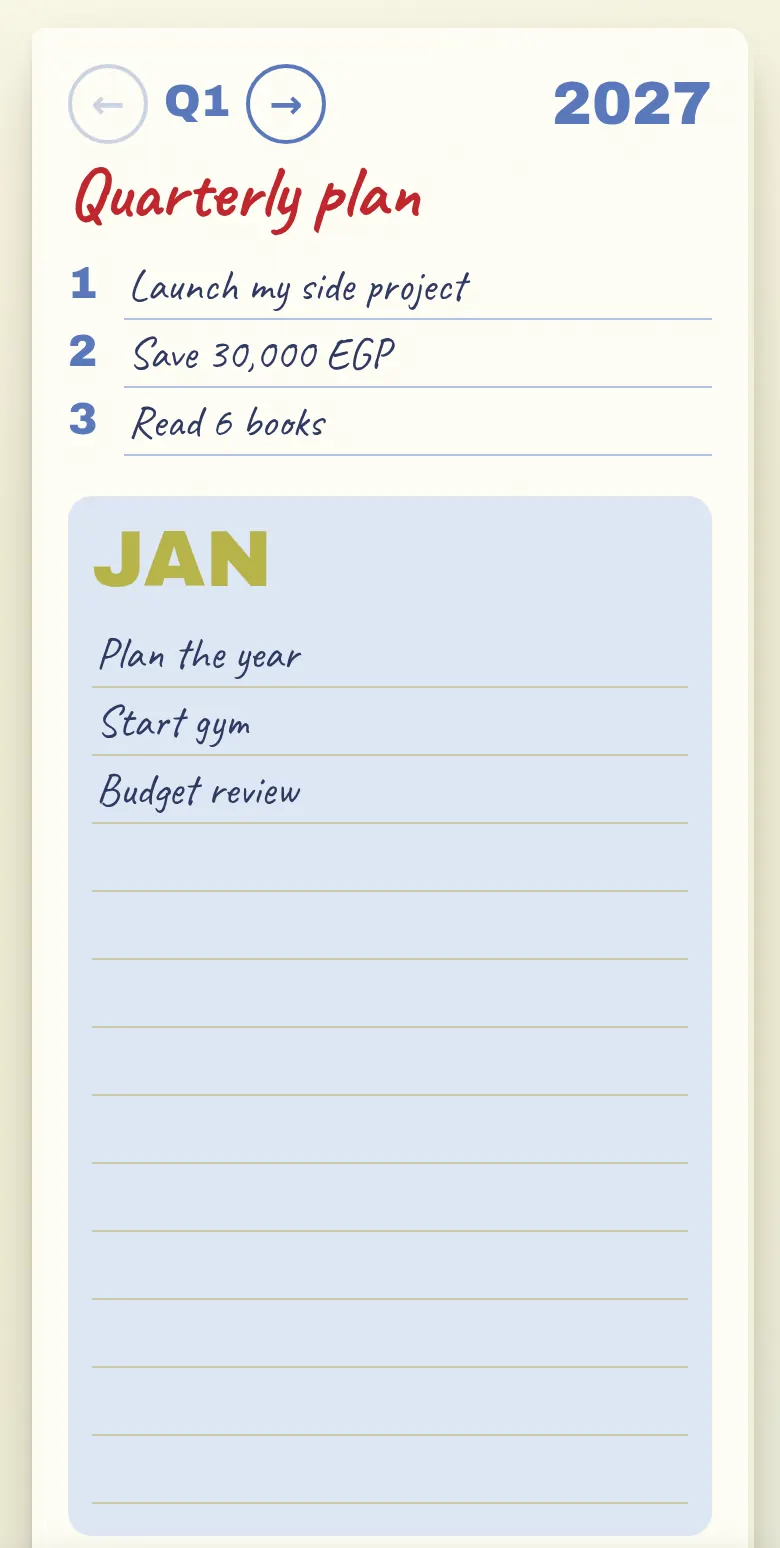 ← Q1 → 2027
Quarterly plan
1 Launch my side project
2 Save 30,000 EGP
3 Read 6 books
JAN
Plan the year
Start gym
Budget review